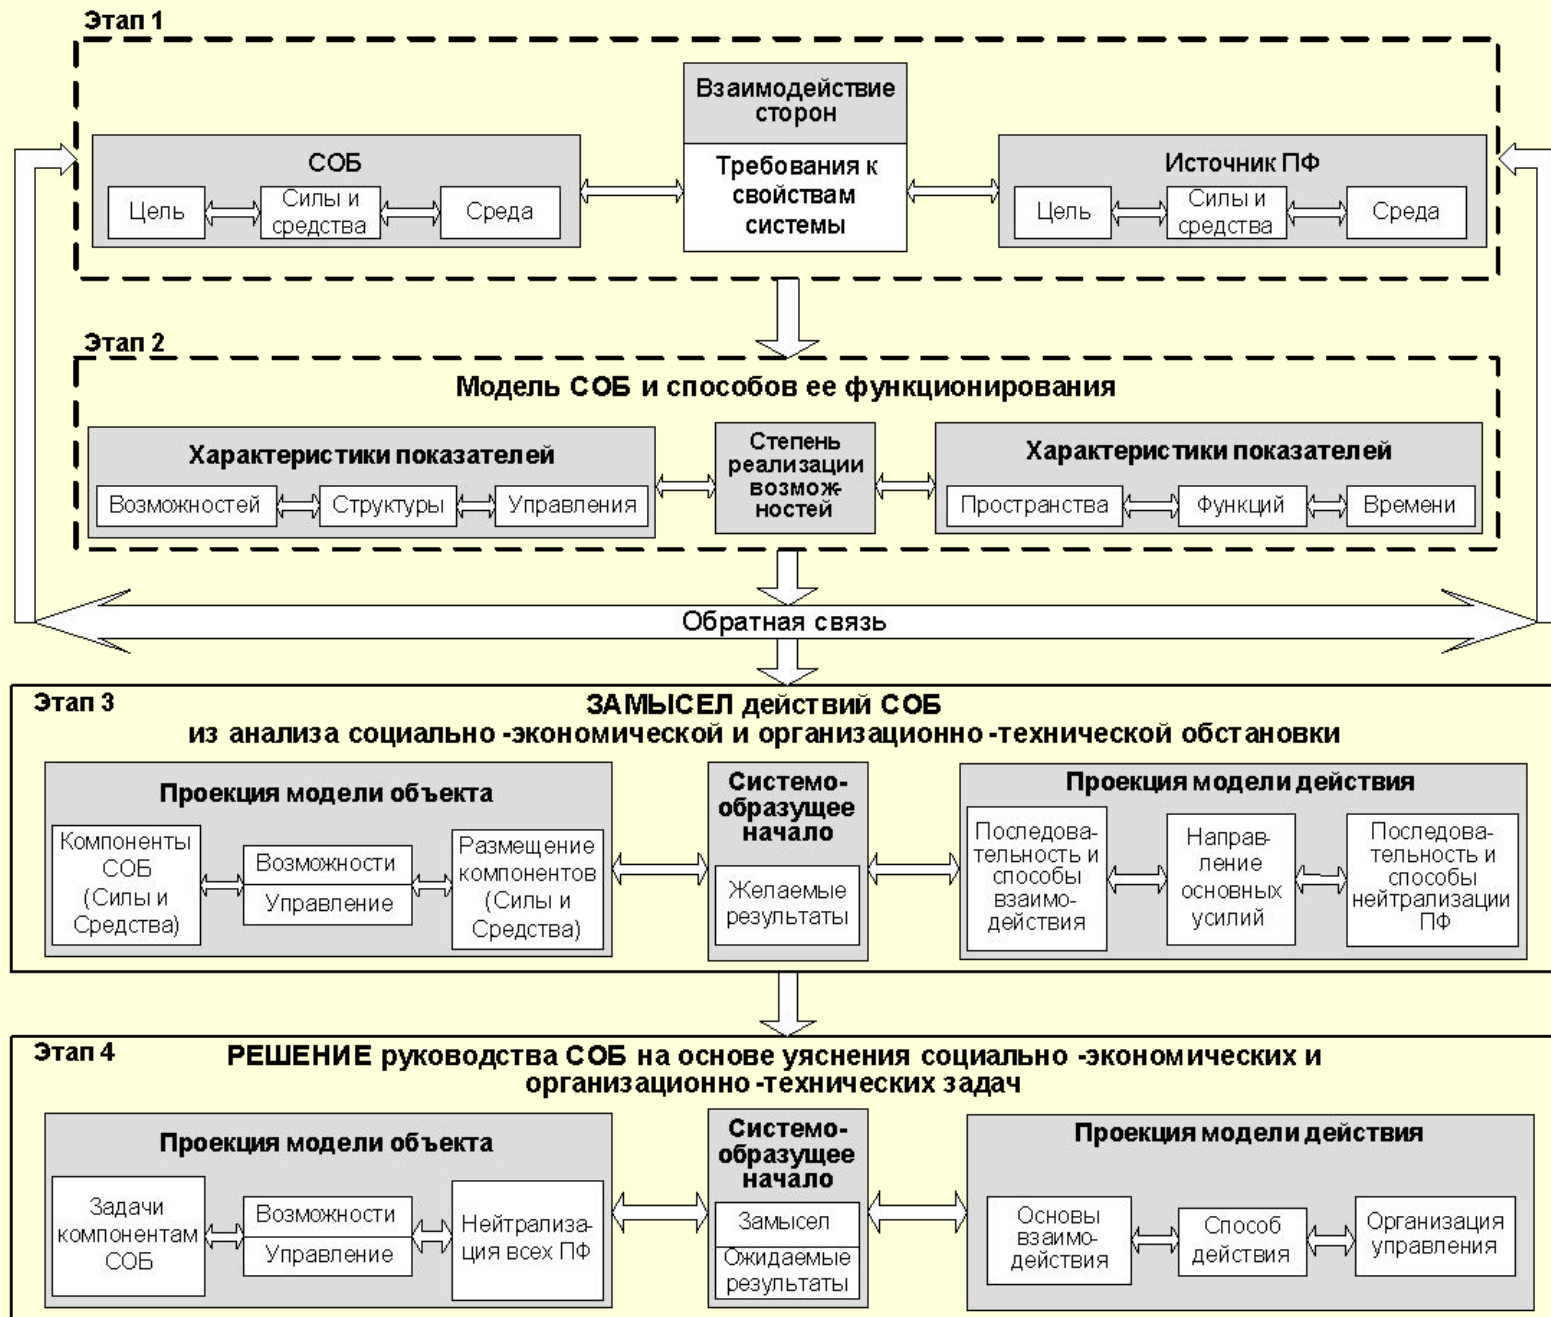 Этап 1
Взаимодействие
сторон
Требования к
свойствам
системы
СОБ
Цель
Силы и
средства
Среда
Источник ПФ
Цель
Силы и
средства
Среда
Этап 2
Модель СОБ и способов ее функционирования
Характеристики показателей
Возможностей
Структуры
Управления
Степень
реализации
возмож-
ностей
Характеристики показателей
Пространства
Функций
Времени
Обратная связь
Этап 3
ЗАМЫСЕЛ действий СОБ
из анализа социально -экономической и организационно -технической обстановки
Проекция модели объекта
Компоненты
СОБ
(Силы и
Средства)
Возможности
Управление
Размещение
компонентов
(Силы и
Средства)
Системо-
образущее
начало
Желаемые
результаты
Проекция модели действия
Последова-
тельность и
способы
взаимо-
действия
Направ-
ление
основных
усилий
Последова-
тельность и
способы
нейтрализации
ПФ
Этап 4
РЕШЕНИЕ руководства СОБ на основе уяснения социально -экономических и
организационно -технических задач
Проекция модели объекта
Задачи
компонентам
СОБ
Возможности
Управление
Нейтрализа-
ция всех ПФ
Системо-
образущее
начало
Замысел
Ожидаемые
результаты
Проекция модели действия
Основы
взаимо-
действия
Способ
действия
Организация
управления